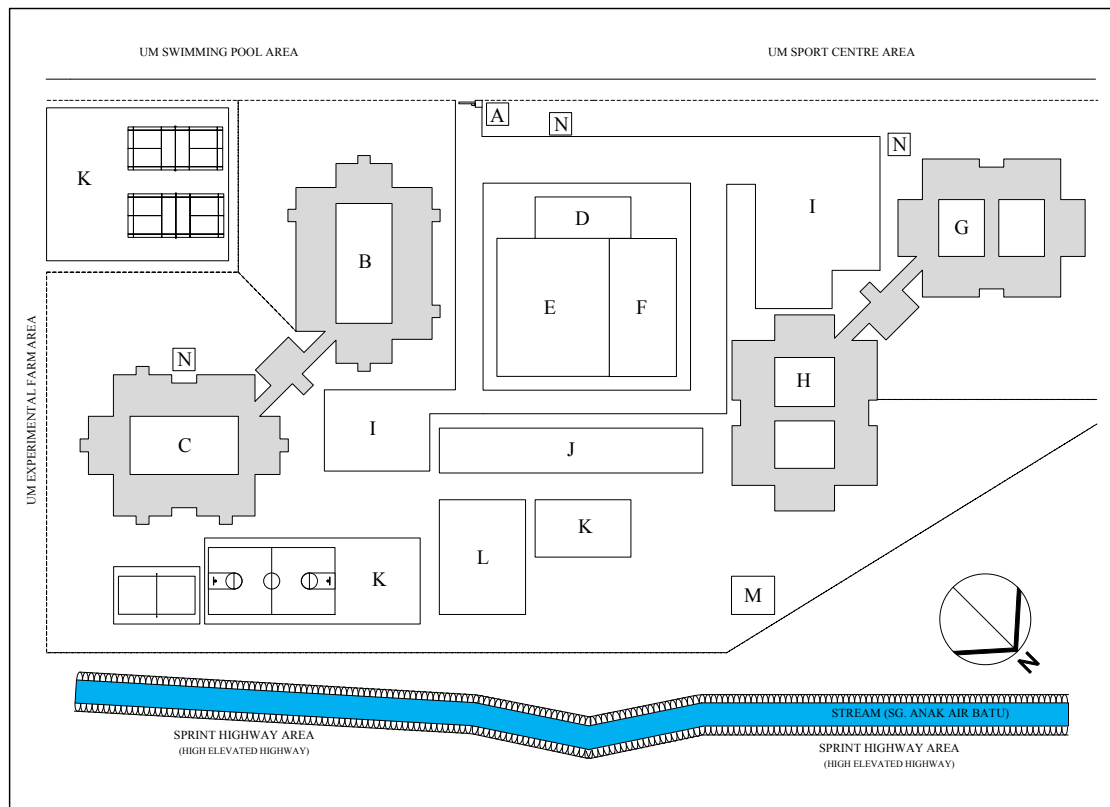 UM SWIMMING POOL AREA
UM SPORT CENTRE AREA
A
N
N
K
I
D
G
B
E
F
UM EXPERIMENTAL FARM AREA
N
H
I
C
J
K
L
K
M
N
STREAM (SG. ANAK AIR BATU)
SPRINT HIGHWAY AREA
(HIGH ELEVATED HIGHWAY)
SPRINT HIGHWAY AREA
(HIGH ELEVATED HIGHWAY)